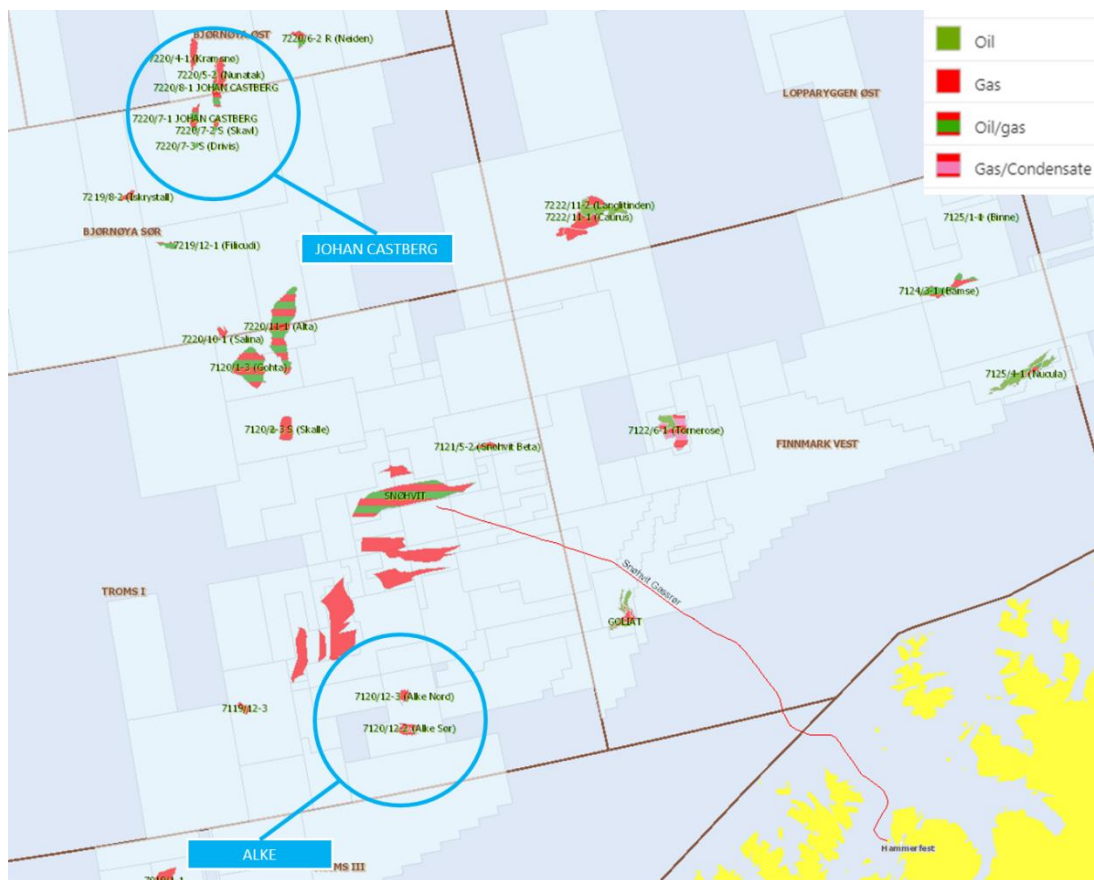 BJØRNØYA ØST
7220/6-2 R (Neiden)
7220/4-1 (Kramsnø)
7220/5-2 (Nunatak)
7220/8-1 JOHAN CASTBERG
7220/7-1 JOHAN CASTBERG
7220/7-2 S (Skavl)
7220/7-3 S (Drivis)
Oil
Gas
Oil/gas
Gas/Condensate
LOPPARYGGEN ØST
7219/8-2 (Iskrystall)
BJØRNØYA SØR
7219/12-1 (Filicudi)
JOHAN CASTBERG
7222/11-2 (Langlitinden)
7222/11-1 (Caurus)
7125/1-1 (Binne)
7124/3-1 (Bamse)
7220/11-1 (Alta)
7220/10-1 (Salina)
7120/1-3 (Gohta)
7125/4-1 (Nucula)
7120/2-3 S (Skalle)
7121/5-2 (Snøhvit Beta)
7122/6-1 (Tornerose)
FINNMARK VEST
SNØHVIT
Snøhvit Gassrør
TROMS I
GOLIAT
7120/12-3 (Alke Nord)
7119/12-3
7120/12-2 (Alke Sør)
ALKE
Hammerfest